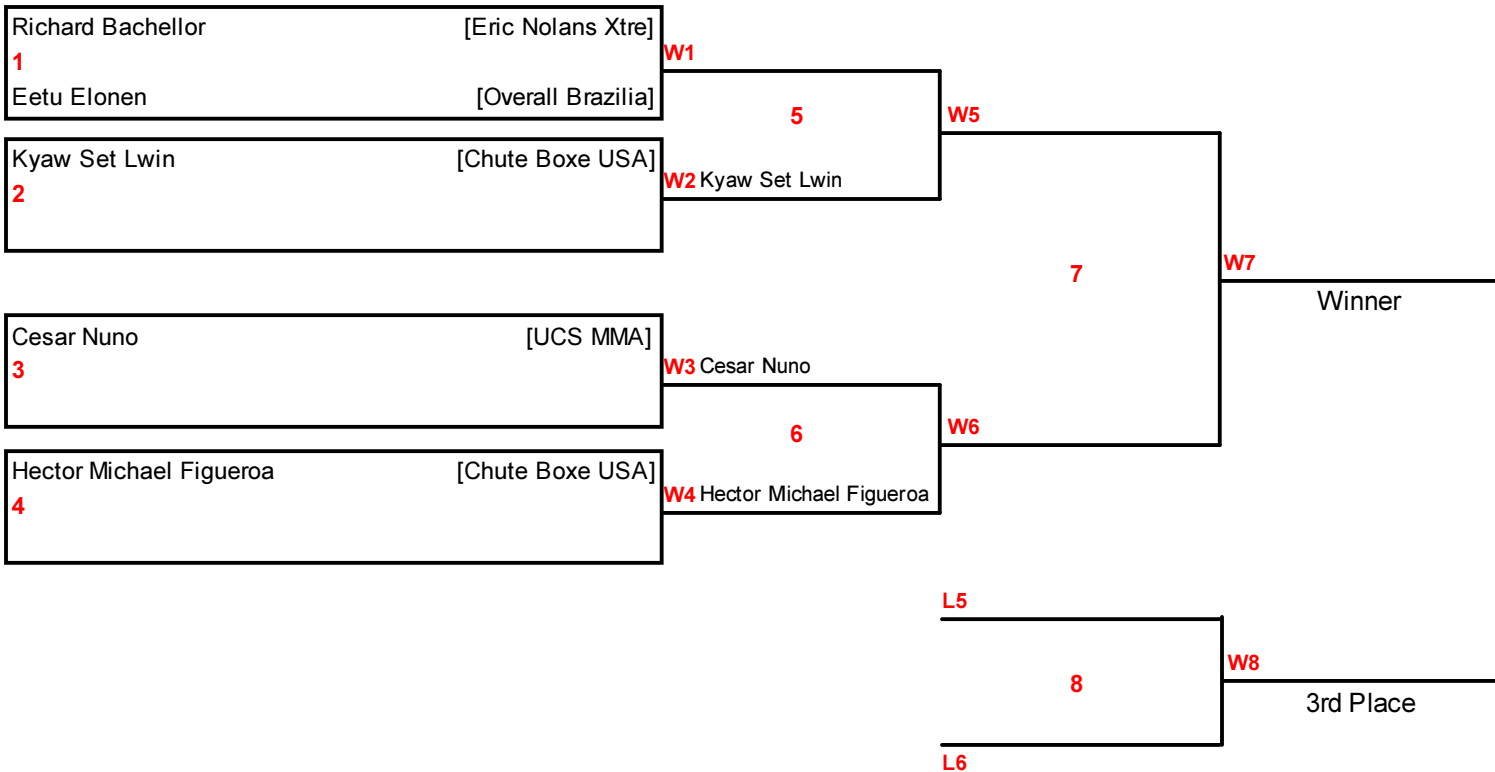 Richard Bachellor [Eric Nolans Xtre]
1
Eetu Elonen [Overall Brazilia]
W1
5
W5
Kyaw Set Lwin [Chute Boxe USA]
2
W2 Kyaw Set Lwin
7
W7
Winner
Cesar Nuno [UCS MMA]
3
W3 Cesar Nuno
6
W6
Hector Michael Figueroa [Chute Boxe USA]
4
W4 Hector Michael Figueroa
L5
8
W8
3rd Place
L6